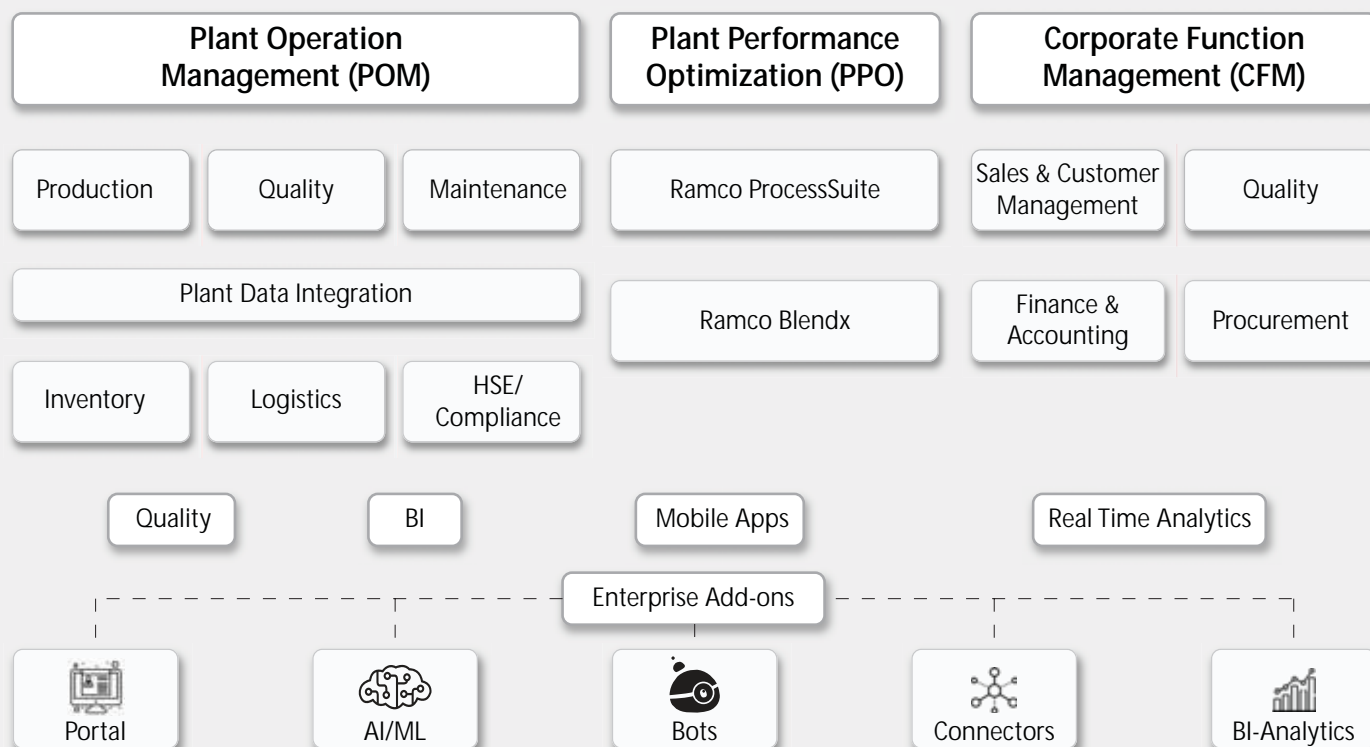 Plant Operation
Management (POM)
Plant Performance
Optimization (PPO)
Corporate Function
Management (CFM)
Production
Quality
Maintenance
Ramco ProcessSuite
Sales & Customer
Management
Quality
Plant Data Integration
Ramco Blendx
Finance &
Accounting
Procurement
Inventory
Logistics
HSE/
Compliance
Quality
BI
Mobile Apps
Real Time Analytics
Enterprise Add-ons
Portal
AI/ML
Bots
Connectors
BI-Analytics